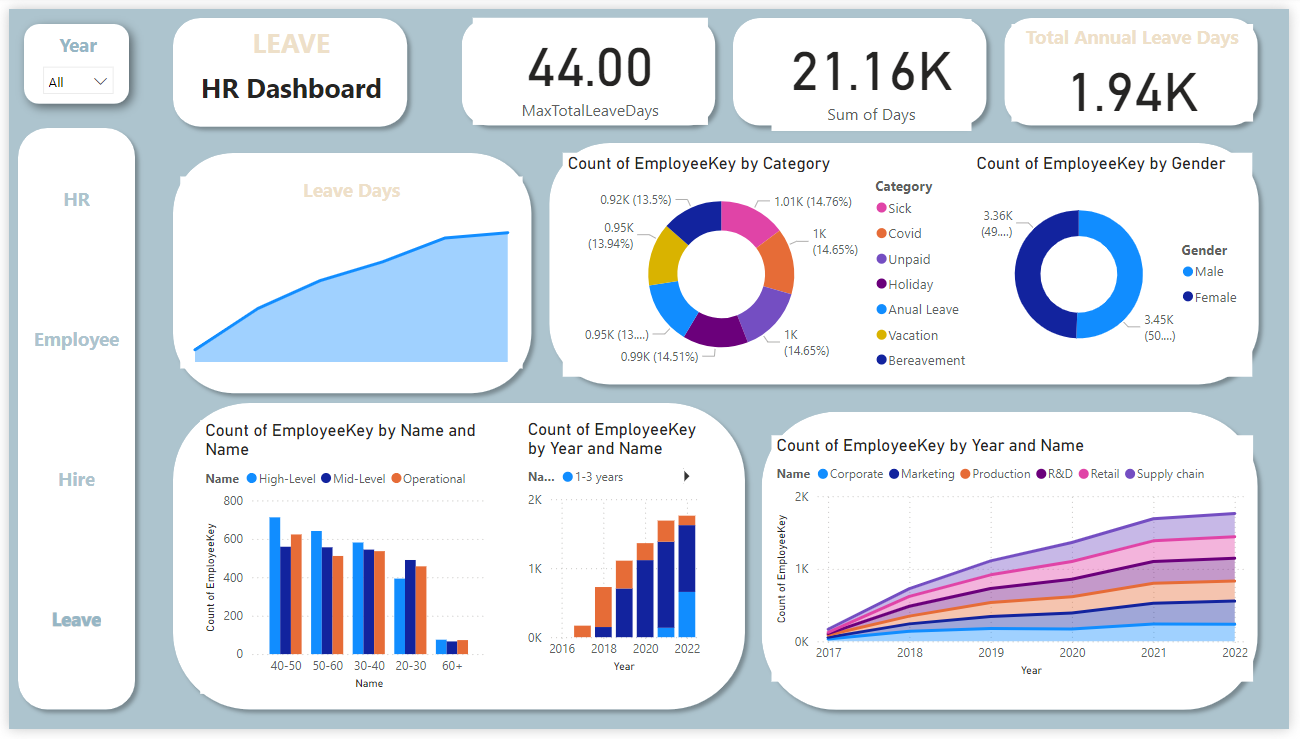 Year
All
LEAVE
HR Dashboard
44.00
MaxTotalLeaveDays
21.16K
Sum of Days
Total Annual Leave Days
1.94K
HR
Employee
Hire
Leave
Leave Days
Count of EmployeeKey by Category
0.92K (13.5%)
1.01K (14.76%)
0.95K
(13.94%)
1K
(14.65%)
0.95K (13....)
0.99K (14.51%)
1K
(14.65%)
Category
Sick
Covid
Unpaid
Holiday
Anual Leave
Vacation
Bereavement
Count of EmployeeKey by Gender
3.36K
(49....)
3.45K
(50....)
Gender
Male
Female
Count of EmployeeKey by Name and
Name
Name High-Level Mid-Level Operational
Count of EmployeeKey
800
600
400
200
0
40-50 50-60 30-40 20-30 60+
Name
Count of EmployeeKey
by Year and Name
Na... 1-3 years
2K
1K
0K
2016 2018 2020 2022
Year
Count of EmployeeKey by Year and Name
Name Corporate Marketing Production R&D Retail Supply chain
Count of EmployeeKey
2K
1K
0K
2017 2018 2019 2020 2021 2022
Year